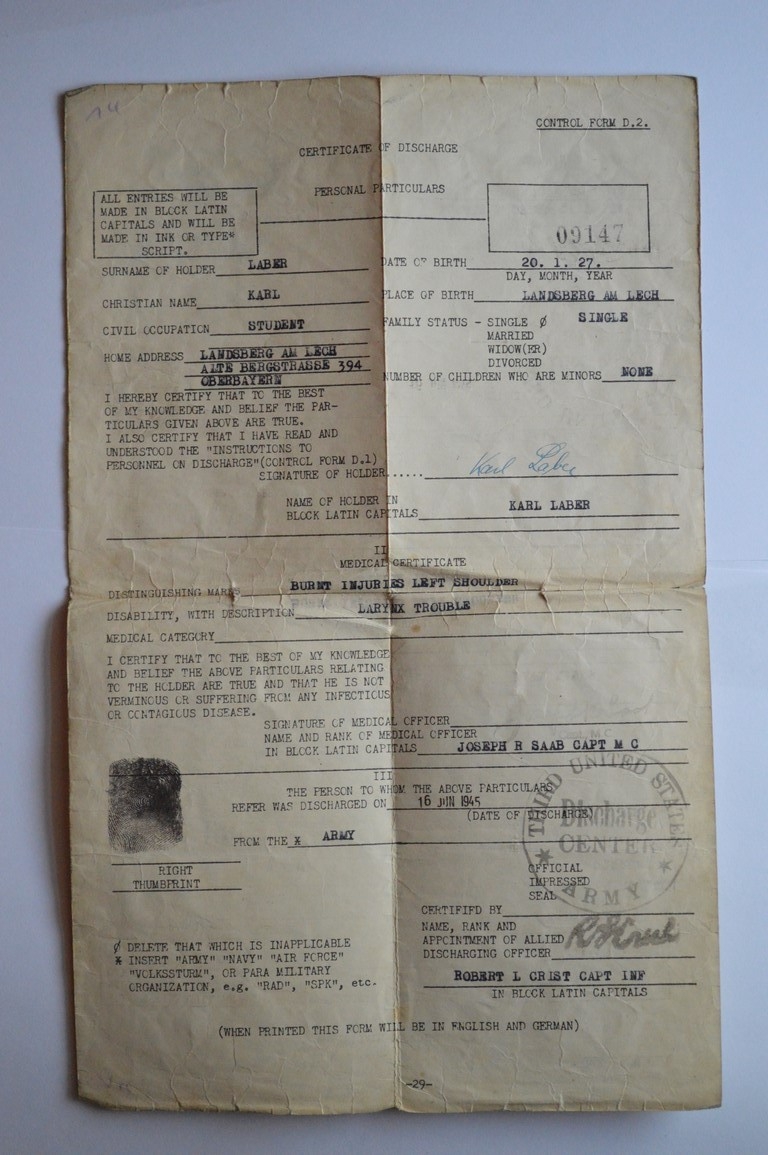 CONTROL FORM D.2.
CERTIFICATE OF DISCHARGE
PERSONAL PARTICULARS
ALL ENTRIES WILL BE
MADE IN BLOCK LATIN
CAPITALS AND WILL BE
MADE IN INK OR TYPE*
SCRIPT.
09147
SURNAME OF HOLDER LABER
DATE OF BIRTH 20. 1. 27.
DAY, MONTH, YEAR
CHRISTIAN NAME KARL
PLACE OF BIRTH LANDSBERG AM LECH
CIVIL OCCUPATION STUDENT
FAMILY STATUS - SINGLE ∅ SINGLE
MARRIED
WIDOW(ER)
DIVORCED
HOME ADDRESS LANDSBERG AM LECH
ALTE BERGSTRASSE 394
OBERBAYERN
NUMBER OF CHILDREN WHO ARE MINORS NONE
I HEREBY CERTIFY THAT TO THE BEST
OF MY KNOWLEDGE AND BELIEF THE PAR-
TICULARS GIVEN ABOVE ARE TRUE.
I ALSO CERTIFY THAT I HAVE READ AND
UNDERSTOOD THE "INSTRUCTIONS TO
PERSONNEL ON DISCHARGE"(CONTROL FORM D.1)
SIGNATURE OF HOLDER...... Karl Laber
NAME OF HOLDER IN
BLOCK LATIN CAPITALS KARL LABER
II
MEDICAL CERTIFICATE
DISTINGUISHING MARKS BURNT INJURIES LEFT SHOULDER
DISABILITY, WITH DESCRIPTION LARYNX TROUBLE
MEDICAL CATEGORY
I CERTIFY THAT TO THE BEST OF MY KNOWLEDGE
AND BELIEF THE ABOVE PARTICULARS RELATING
TO THE HOLDER ARE TRUE AND THAT HE IS NOT
VERMINOUS OR SUFFERING FROM ANY INFECTIOUS
OR CONTAGIOUS DISEASE.
SIGNATURE OF MEDICAL OFFICER
NAME AND RANK OF MEDICAL OFFICER
IN BLOCK LATIN CAPITALS JOSEPH R SAAB CAPT M C
III
THE PERSON TO WHOM THE ABOVE PARTICULARS
REFER WAS DISCHARGED ON 16 JUN 1945
(DATE OF DISCHARGE)
FROM THE * ARMY
THIRD UNITED STATES
Discharge
CENTER
★ ARMY ★
RIGHT
THUMBPRINT
OFFICIAL
IMPRESSED
SEAL
CERTIFIED BY
NAME, RANK AND
APPOINTMENT OF ALLIED
DISCHARGING OFFICER
ROBERT L CRIST CAPT INF
IN BLOCK LATIN CAPITALS
∅ DELETE THAT WHICH IS INAPPLICABLE
* INSERT "ARMY" "NAVY" "AIR FORCE"
"VOLKSSTURM", OR PARA MILITARY
ORGANIZATION, e.g. "RAD", "SPK", etc.
(WHEN PRINTED THIS FORM WILL BE IN ENGLISH AND GERMAN)
-29-